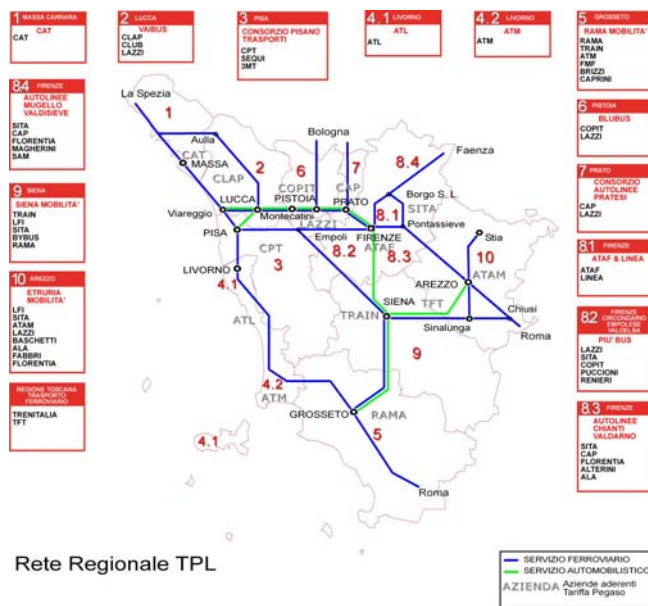 1 MASSA CARRARA
CAT
CAT
2 LUCCA
VAIBUS
CLAP
CLUB
LAZZI
3 PISA
CONSORZIO PISANO
TRASPORTI
CPT
SEQUI
3MT
4.1 LIVORNO
ATL
ATL
4.2 LIVORNO
ATM
ATM
5 GROSSETO
RAMA MOBILITA'
RAMA
TRAIN
ATM
FMF
BRIZZI
CAPRINI
8.4 FIRENZE
AUTOLINEE
MUGELLO
VALDISIEVE
SITA
CAP
FLORENTIA
MAGHERINI
SAM
9 SIENA
SIENA MOBILITA'
TRAIN
LFI
SITA
BYBUS
RAMA
10 AREZZO
ETRURIA
MOBILITA'
LFI
SITA
ATAM
LAZZI
BASCHETTI
ALA
FABBRI
FLORENTIA
REGIONE TOSCANA
TRASPORTO
FERROVIARIO
TRENITALIA
TFT
6 PISTOIA
BLUBUS
COPIT
LAZZI
7 PRATO
CONSORZIO
AUTOLINEE
PRATESI
CAP
LAZZI
8.1 FIRENZE
ATAF & LINEA
ATAF
LINEA
8.2 FIRENZE
CIRCONDARIO
EMPOLESE
VALDELSA
PIU' BUS
LAZZI
SITA
COPIT
PUCCIONI
RENIERI
8.3 FIRENZE
AUTOLINEE
CHIANTI
VALDARNO
SITA
CAP
FLORENTIA
ALTERINI
ALA
La Spezia
1
Aulla
Bologna
Faenza
CAT
MASSA
2
6
7
8.4
CLAP
COPIT
CAP
Borgo S. L.
LUCCA
PISTOIA
PRATO
8.1
SITA
Viareggio
Montecatini
LAZZI
Pontassieve
PISA
Empoli
FIRENZE
ATAF
Stia
CPT
8.2
8.3
10
LIVORNO
3
AREZZO
4.1
ATAM
SIENA
TFT
Chiusi
ATL
TRAIN
Sinalunga
Roma
9
4.2
ATM
GROSSETO
RAMA
4.1
5
Roma
Rete Regionale TPL
SERVIZIO FERROVIARIO
SERVIZIO AUTOMOBILISTICO
AZIENDA Aziende aderenti
Tariffa Pegaso